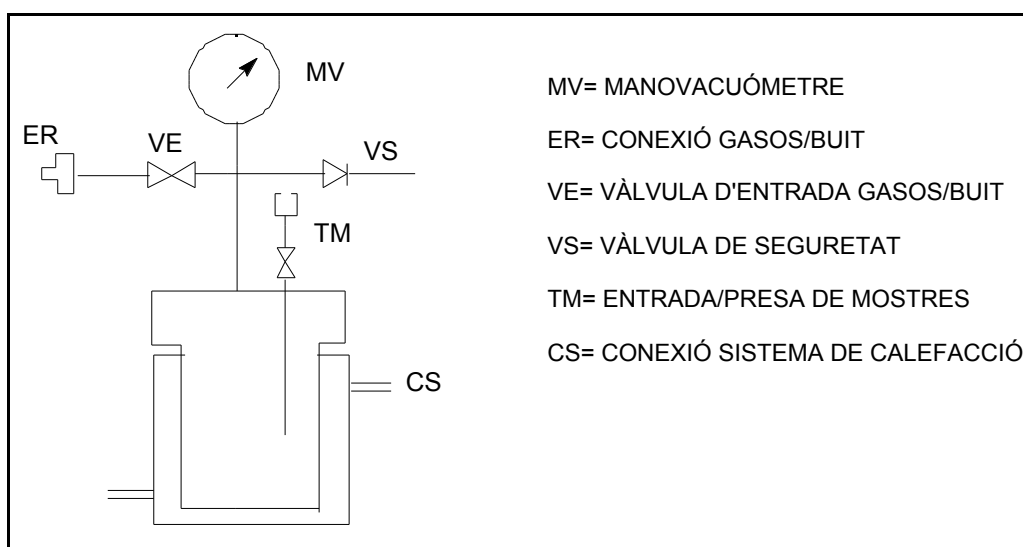 MV
ER
VE
VS
TM
CS
MV= MANOVACUÓMETRE
ER= CONEXIÓ GASOS/BUIT
VE= VÀLVULA D'ENTRADA GASOS/BUIT
VS= VÀLVULA DE SEGURETAT
TM= ENTRADA/PRESA DE MOSTRES
CS= CONEXIÓ SISTEMA DE CALEFACCIÓ